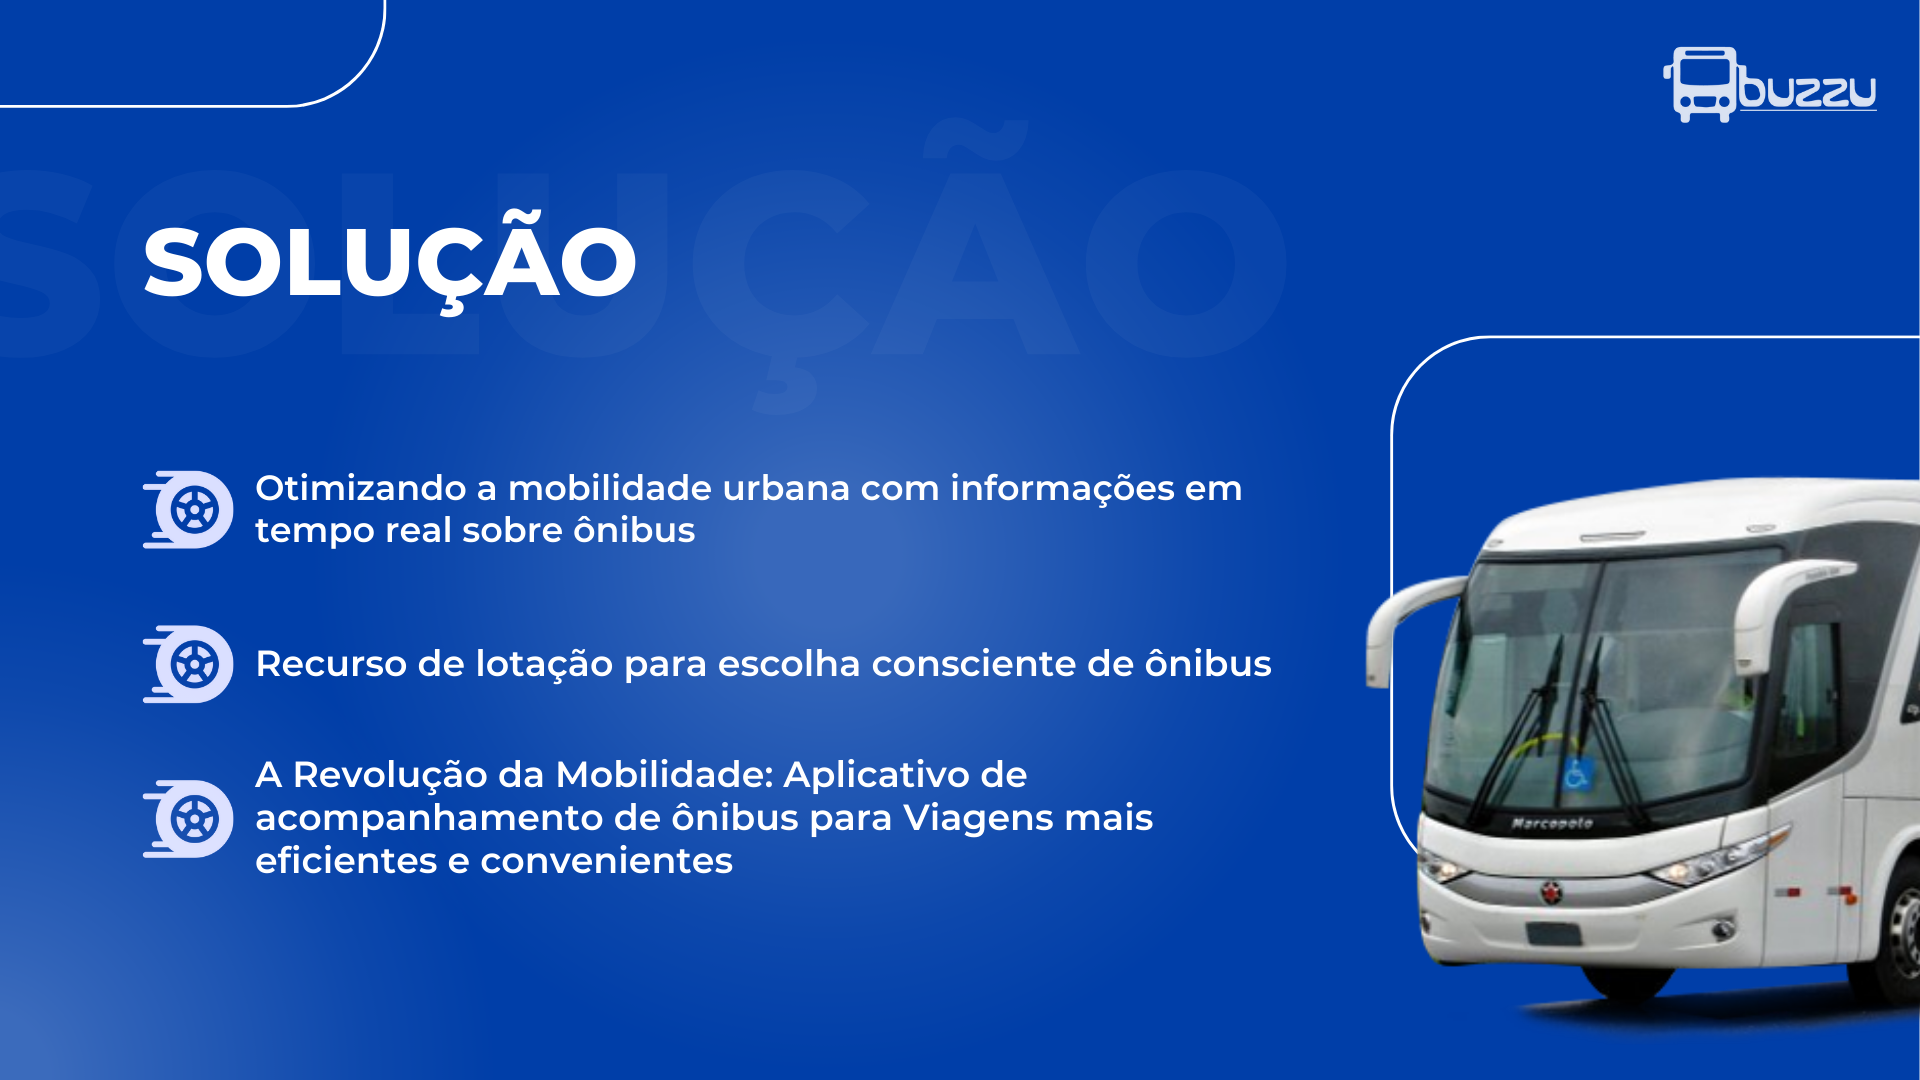 buzzu
SOLUÇÃO
SOLUÇÃO
Otimizando a mobilidade urbana com informações em
tempo real sobre ônibus
Recurso de lotação para escolha consciente de ônibus
A Revolução da Mobilidade: Aplicativo de
acompanhamento de ônibus para Viagens mais
eficientes e convenientes
Marcopolo